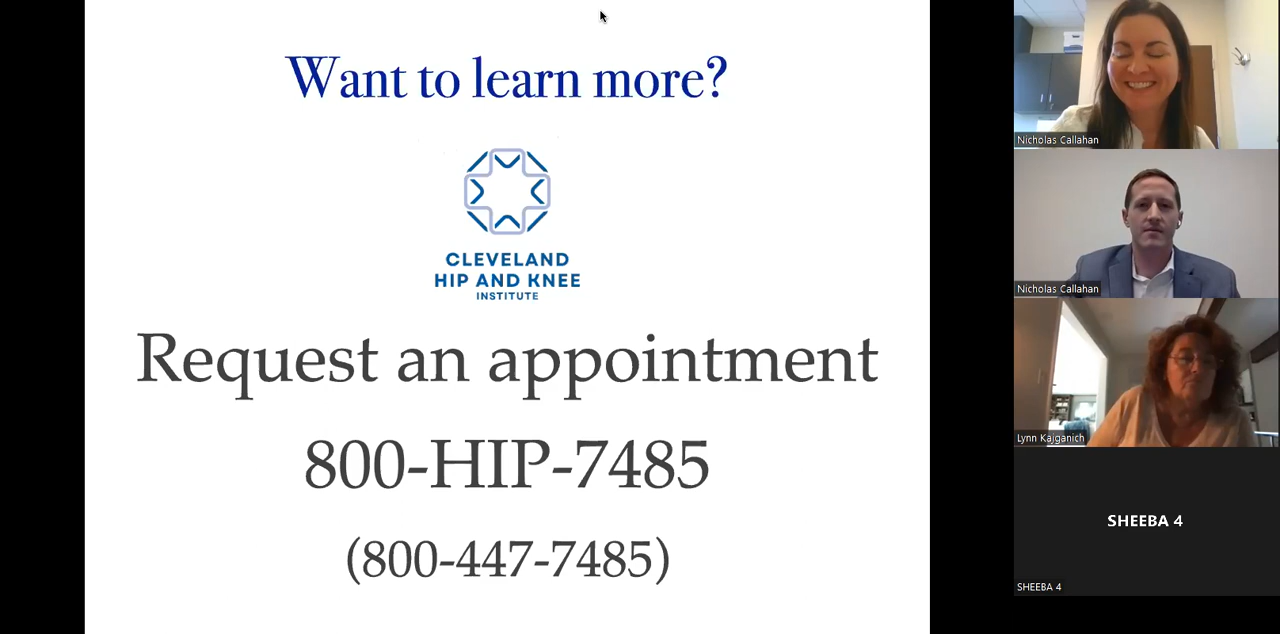 Want to learn more?
CLEVELAND
HIP AND KNEE
INSTITUTE
Request an appointment
800-HIP-7485
(800-447-7485)
Nicholas Callahan
Nicholas Callahan
Lynn Kajganich
SHEEBA 4
SHEEBA 4